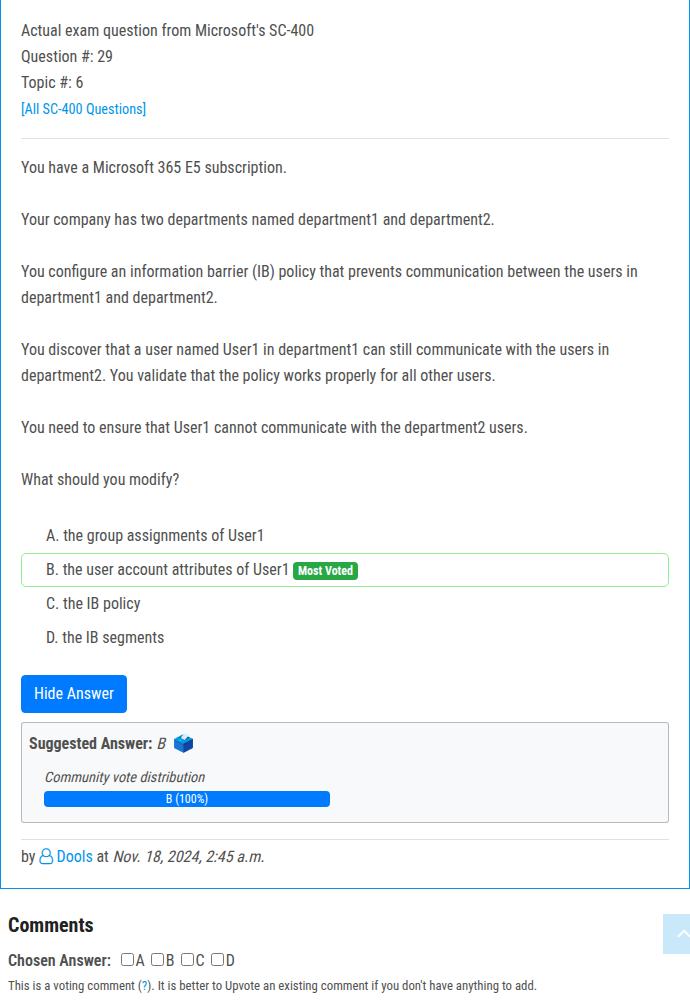 Actual exam question from Microsoft's SC-400
Question #: 29
Topic #: 6
[All SC-400 Questions]
You have a Microsoft 365 E5 subscription.
Your company has two departments named department1 and department2.
You configure an information barrier (IB) policy that prevents communication between the users in
department1 and department2.
You discover that a user named User1 in department1 can still communicate with the users in
department2. You validate that the policy works properly for all other users.
You need to ensure that User1 cannot communicate with the department2 users.
What should you modify?
A. the group assignments of User1
B. the user account attributes of User1 Most Voted
C. the IB policy
D. the IB segments
Hide Answer
Suggested Answer: B
Community vote distribution
B (100%)
by Dools at Nov. 18, 2024, 2:45 a.m.
Comments
Chosen Answer: A B C D
This is a voting comment (?). It is better to Upvote an existing comment if you don't have anything to add.